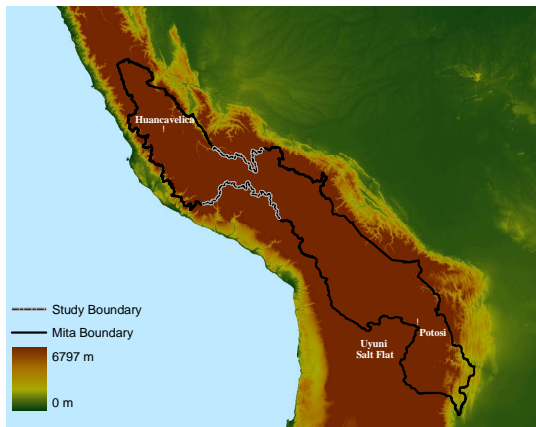 Huancavelica
Potosi
Uyuni
Salt Flat
Study Boundary
Mita Boundary
6797 m
0 m